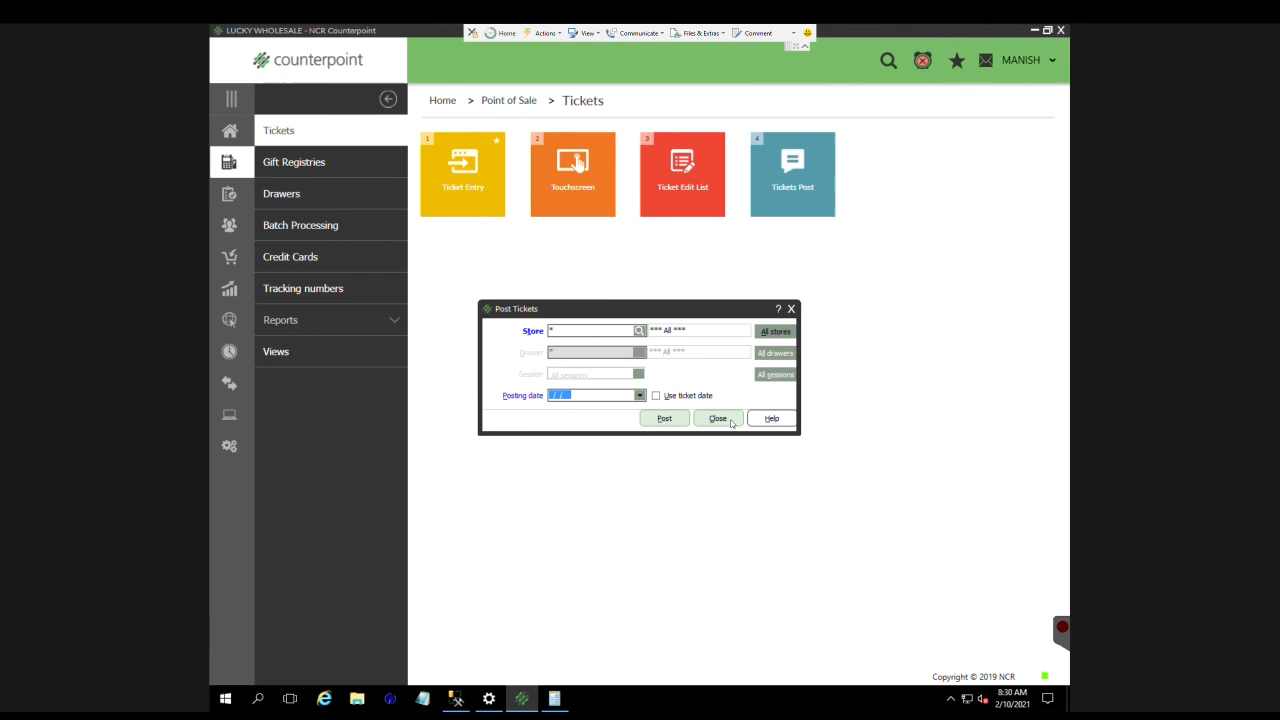 LUCKY WHOLESALE - NCR Counterpoint
Home
Actions
View
Communicate
Files & Extras
Comment
counterpoint
MANISH
Home > Point of Sale > Tickets
Tickets
Gift Registries
Drawers
Batch Processing
Credit Cards
Tracking numbers
Reports
Views
1
Ticket Entry
2
Touchscreen
3
Ticket Edit List
4
Tickets Post
Post Tickets
? X
Store * *** All *** All stores
Drawer * *** All *** All drawers
Session All sessions All sessions
Posting date / / Use ticket date
Post Close Help
Copyright © 2019 NCR
8:30 AM
2/10/2021